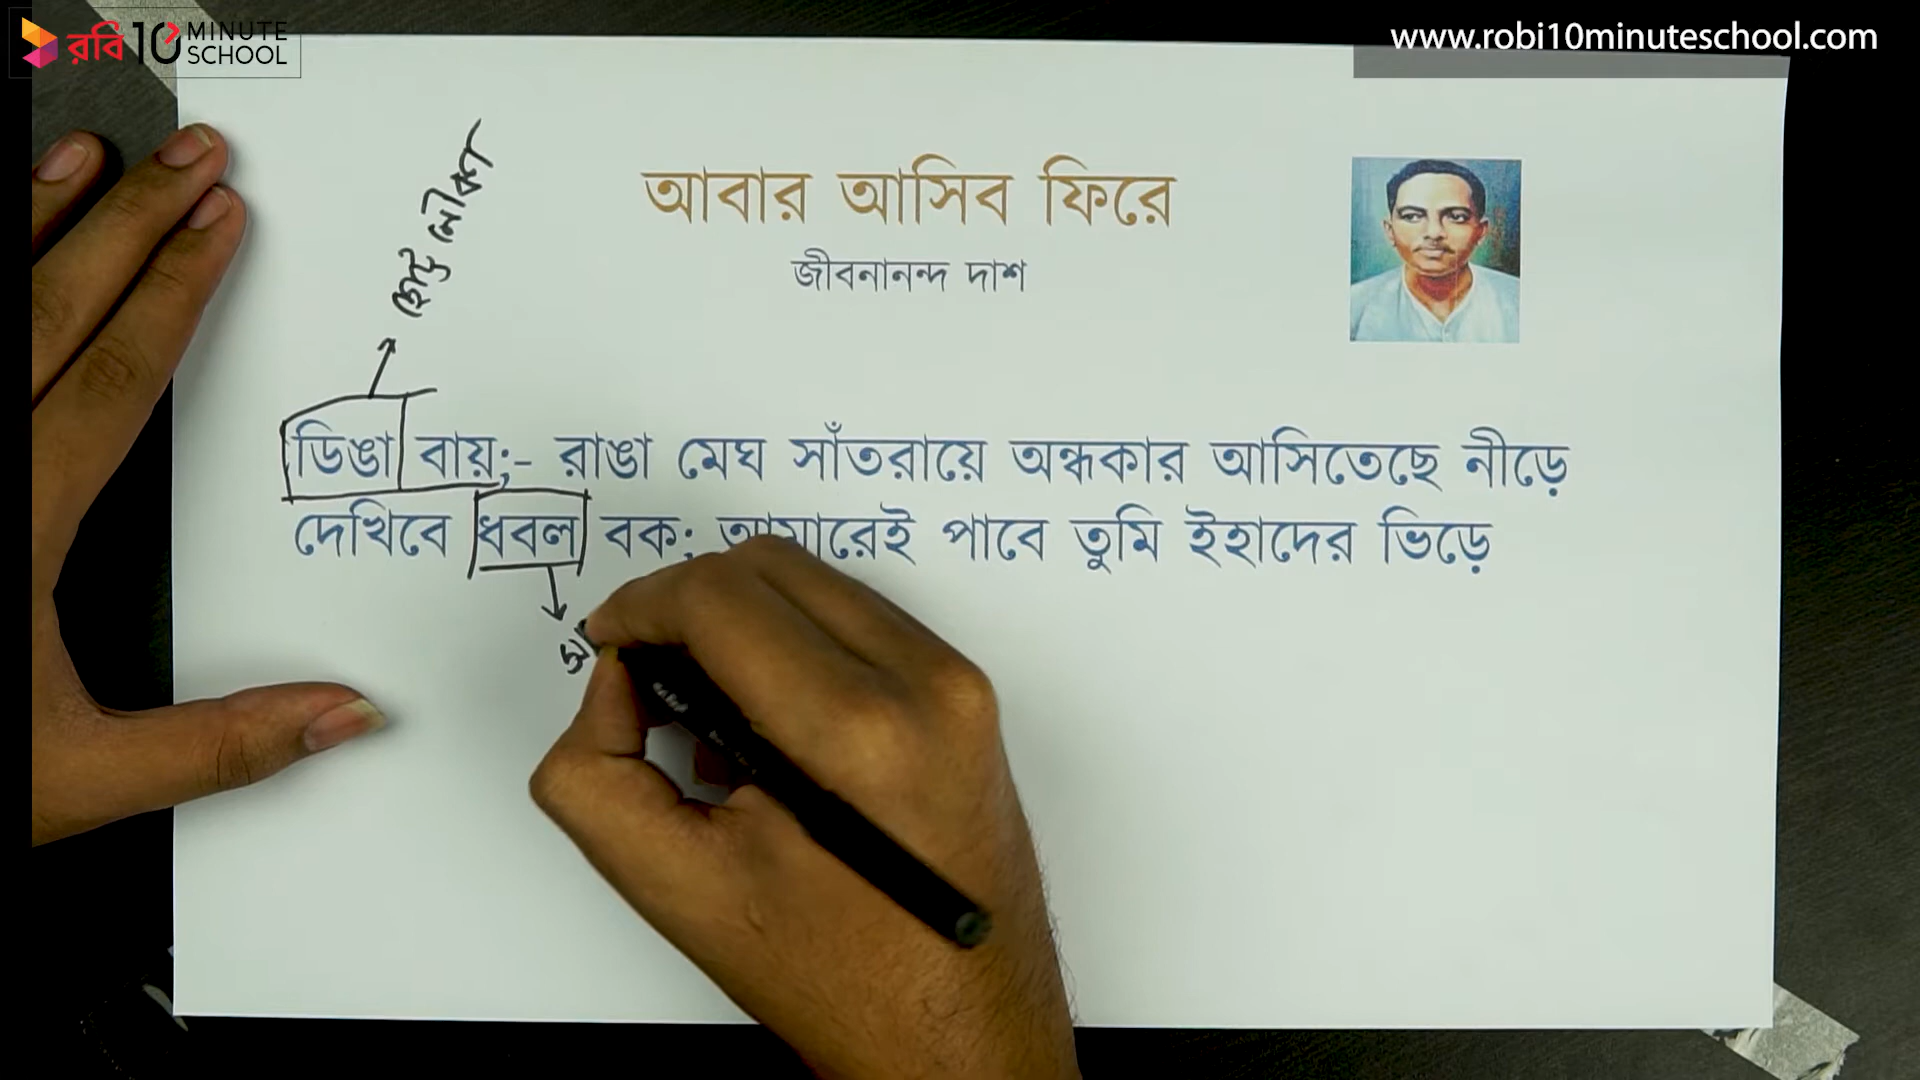 রবি 10 MINUTE SCHOOL
www.robi10minuteschool.com
আবার আসিব ফিরে
জীবনানন্দ দাশ
ছোট্ট নৌকা
ডিঙা বায়;- রাঙা মেঘ সাঁতরায়ে অন্ধকার আসিতেছে নীড়ে
দেখিবে ধবল বক; আমারেই পাবে তুমি ইহাদের ভিড়ে